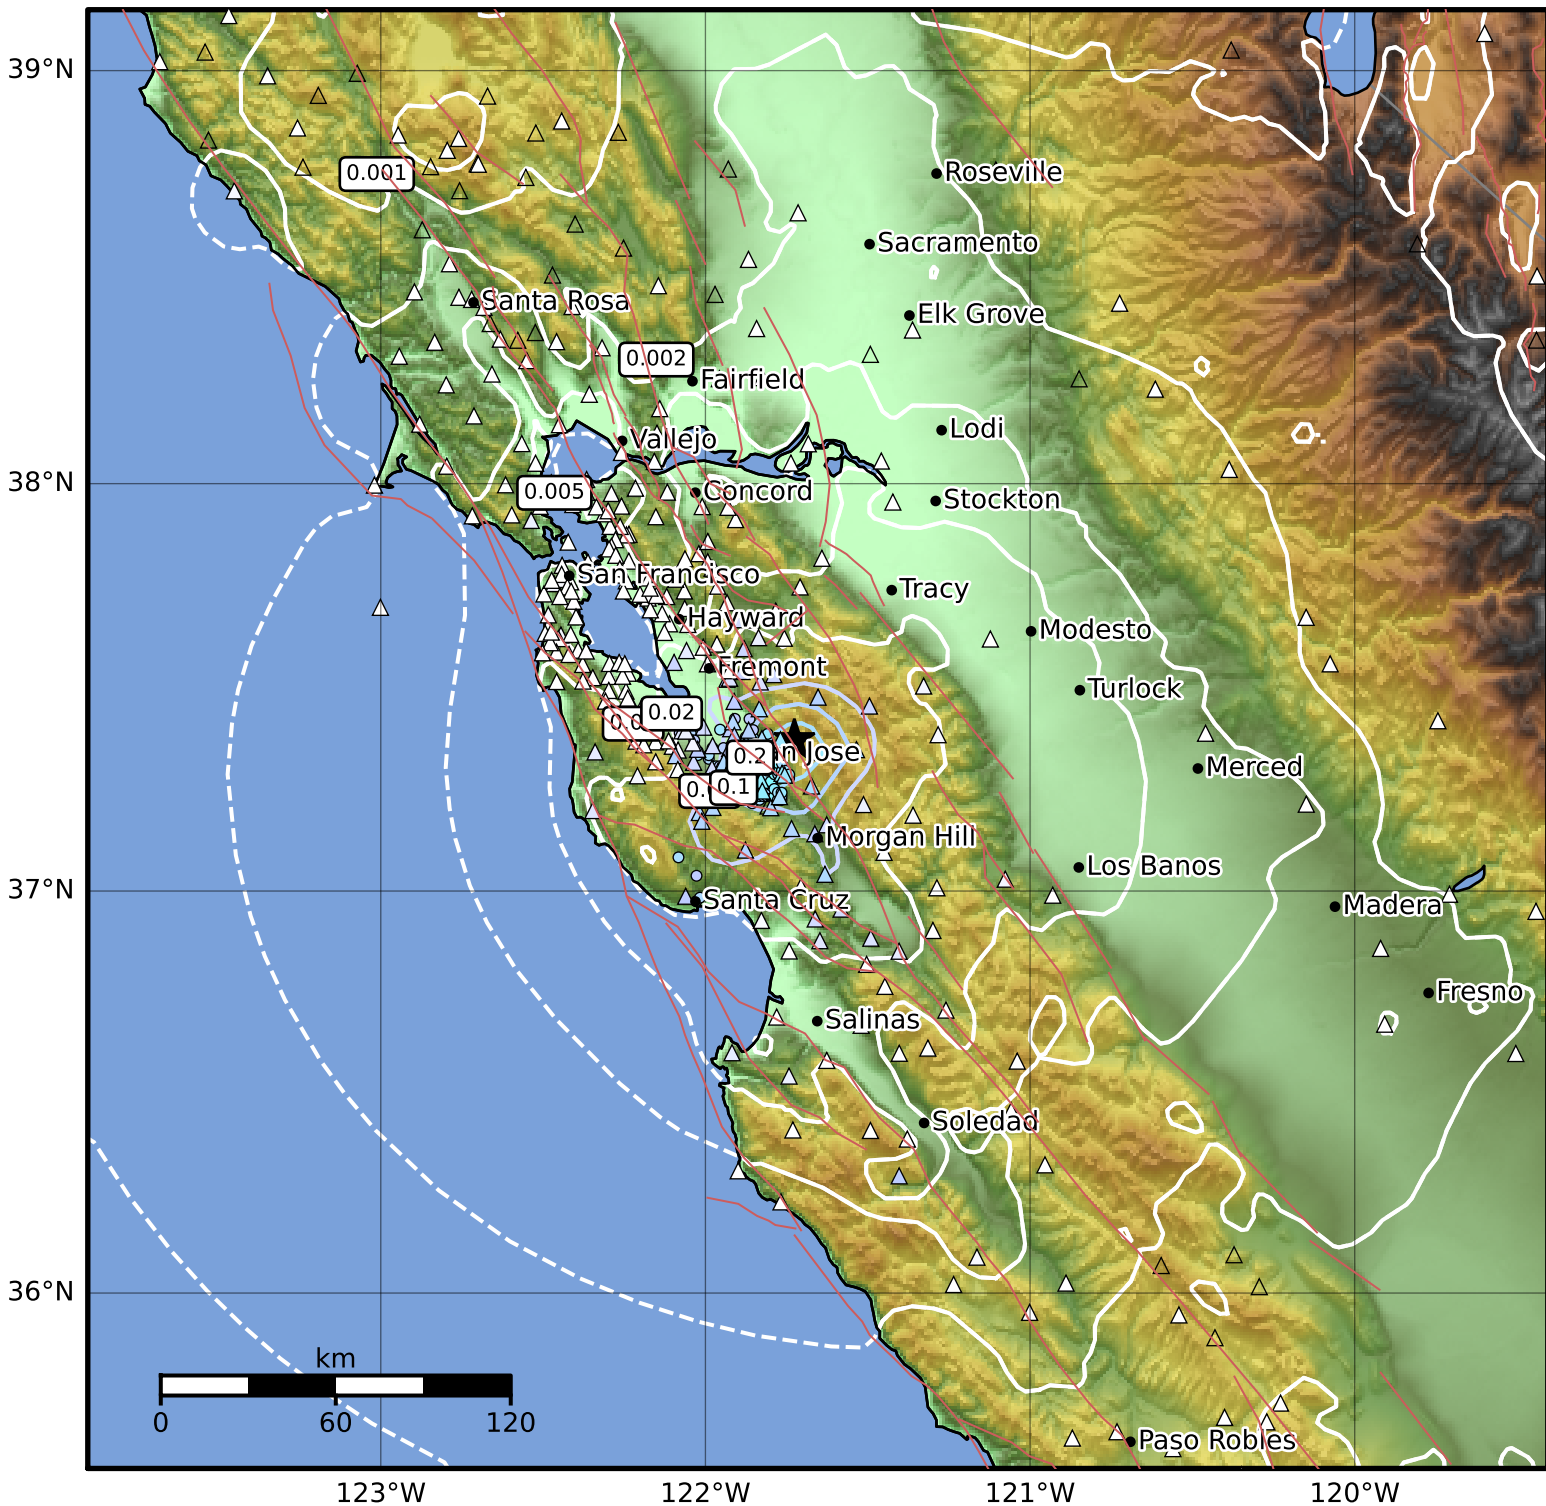 39°N
Roseville
0.001
Sacramento
Santa Rosa
Elk Grove
0.002
Fairfield
Lodi
Vallejo
38°N
0.005
Concord
Stockton
San Francisco
Tracy
Hayward
Modesto
Fremont
Turlock
0.02
0.2
n Jose
Merced
0.1
Morgan Hill
Los Banos
37°N
Santa Cruz
Madera
Fresno
Salinas
Soledad
36°N
km
0 60 120
Paso Robles
123°W 122°W 121°W 120°W